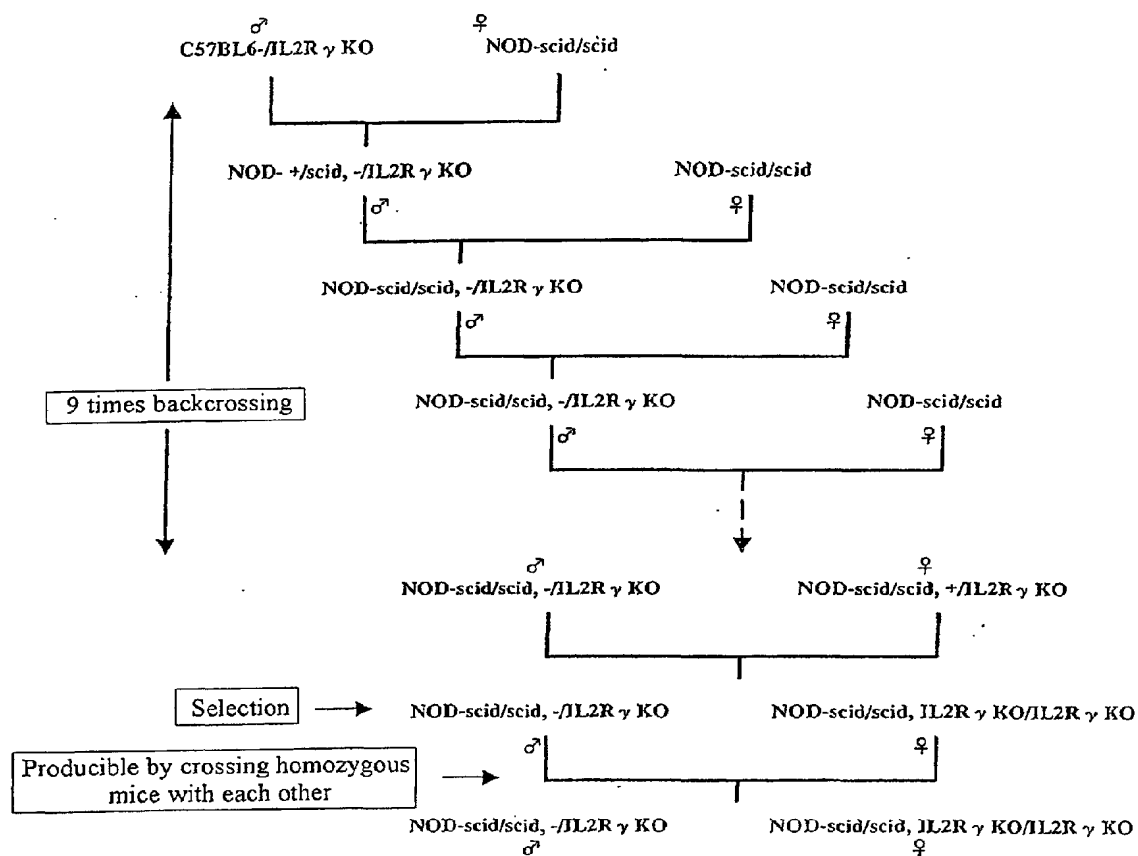 ♂ ♀
C57BL6-/IL2R γ KO NOD-scid/scid
NOD- +/scid, -/IL2R γ KO NOD-scid/scid
♂ ♀
NOD-scid/scid, -/IL2R γ KO NOD-scid/scid
♂ ♀
9 times backcrossing
NOD-scid/scid, -/IL2R γ KO NOD-scid/scid
♂ ♀
♂ ♀
NOD-scid/scid, -/IL2R γ KO NOD-scid/scid, +/IL2R γ KO
Selection
NOD-scid/scid, -/IL2R γ KO NOD-scid/scid, IL2R γ KO/IL2R γ KO
♂ ♀
Producible by crossing homozygous
mice with each other
NOD-scid/scid, -/IL2R γ KO NOD-scid/scid, IL2R γ KO/IL2R γ KO
♂ ♀